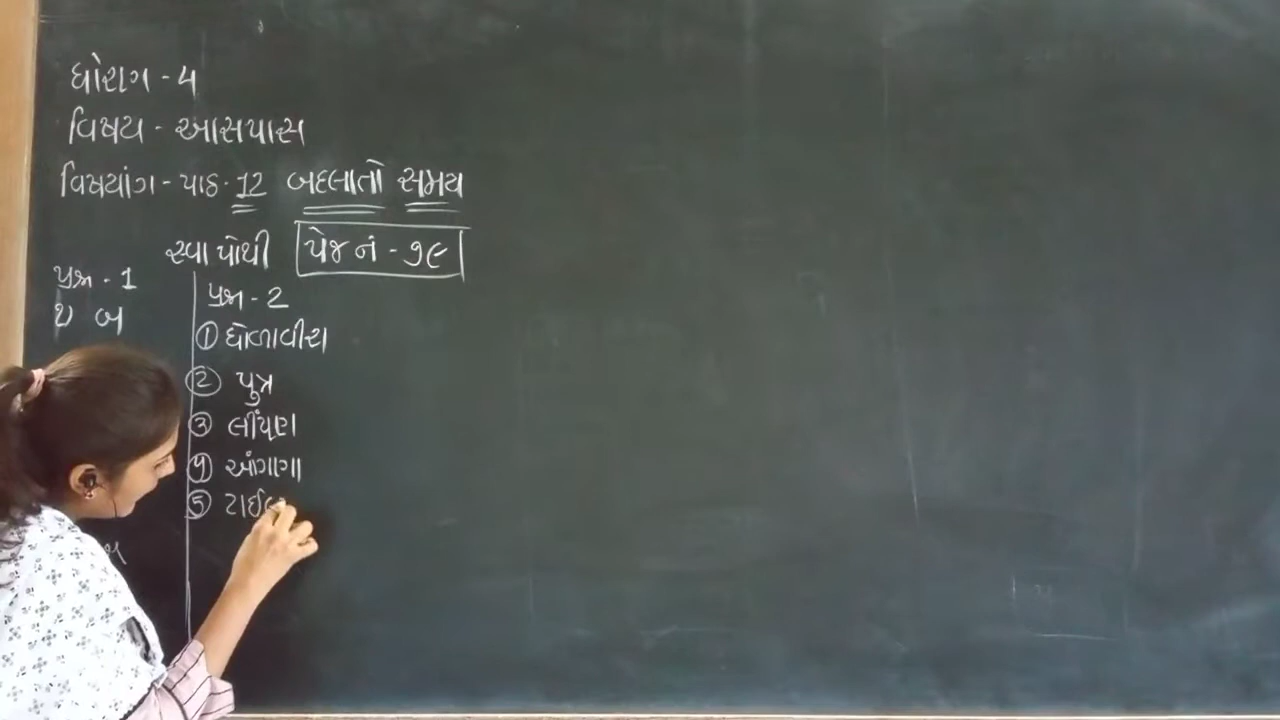 ધોરણ - 4
વિષય - આસપાસ
વિષયાંગ - પાઠ - 12 બદલાતો સમય
સ્વાપોથી પેજ નં - ૭૯
પ્રશ્ન - 1
બ
પ્રશ્ન - 2
① ધોળાવીરા
② પુત્ર
③ લીંપણ
④ આંગણા
⑤